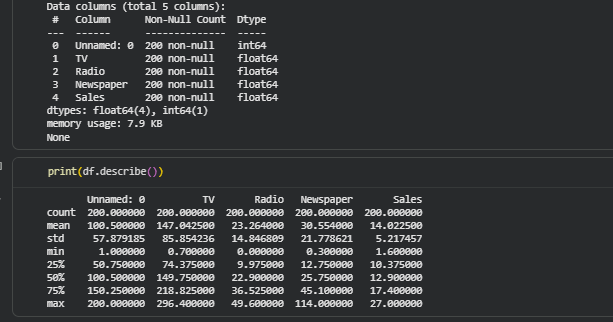 Data columns (total 5 columns):
 #   Column      Non-Null Count  Dtype
---  ------      --------------  -----
 0   Unnamed: 0  200 non-null    int64
 1   TV          200 non-null    float64
 2   Radio       200 non-null    float64
 3   Newspaper   200 non-null    float64
 4   Sales       200 non-null    float64
dtypes: float64(4), int64(1)
memory usage: 7.9 KB
None
print(df.describe())
       Unnamed: 0          TV       Radio   Newspaper       Sales
count  200.000000  200.000000  200.000000  200.000000  200.000000
mean   100.500000  147.042500   23.264000   30.554000   14.022500
std     57.879185   85.854236   14.846809   21.778621    5.217457
min      1.000000    0.700000    0.000000    0.300000    1.600000
25%     50.750000   74.375000    9.975000   12.750000   10.375000
50%    100.500000  149.750000   22.900000   25.750000   12.900000
75%    150.250000  218.825000   36.525000   45.100000   17.400000
max    200.000000  296.400000   49.600000  114.000000   27.000000